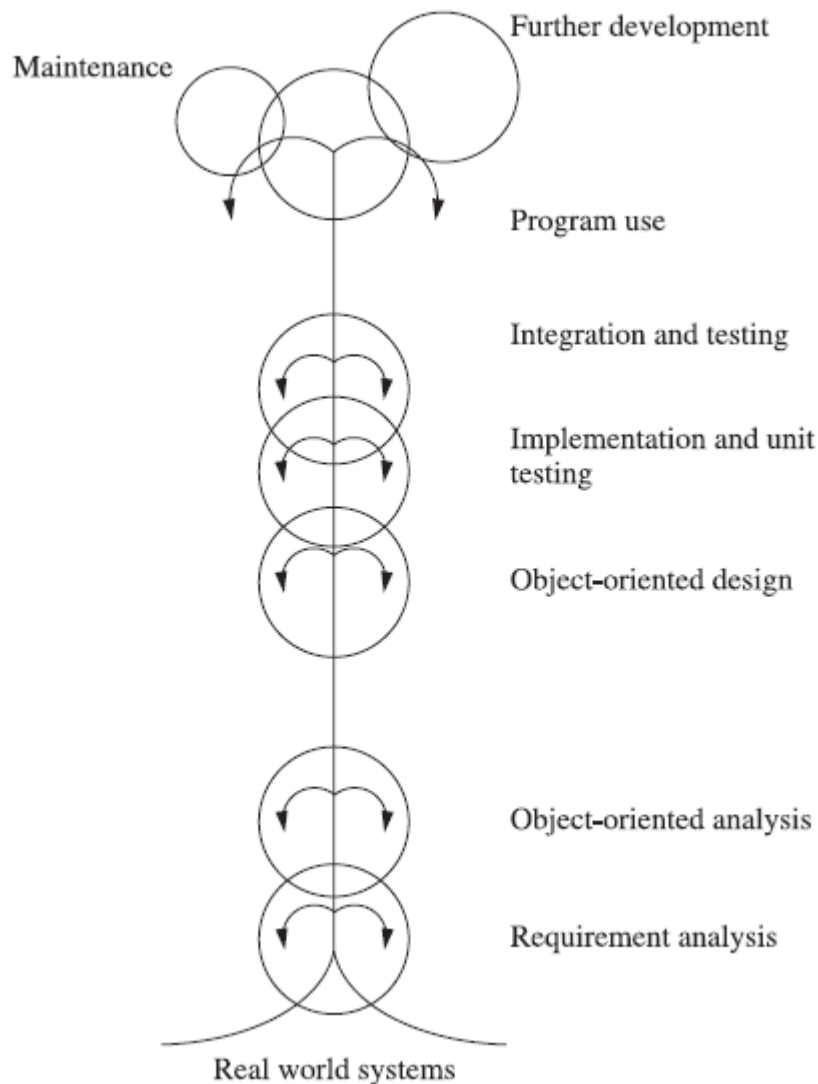 Further development
Maintenance
Program use
Integration and testing
Implementation and unit
testing
Object-oriented design
Object-oriented analysis
Requirement analysis
Real world systems